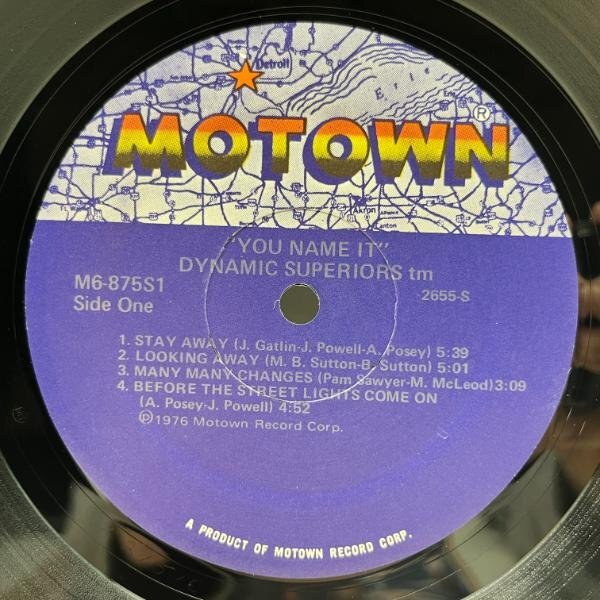 Detroit
Erie
MOTOWN®
Akron
Alliance
Canton
"YOU NAME IT"
DYNAMIC SUPERIORS tm
M6-875S1
2655-S
Side One
1. STAY AWAY (J. Gatlin-J. Powell-A. Posey) 5:39
2. LOOKING AWAY (M. B. Sutton-B. Sutton) 5:01
3. MANY MANY CHANGES (Pam Sawyer-M. McLeod) 3:09
4. BEFORE THE STREET LIGHTS COME ON
(A. Posey-J. Powell) 4:52
℗ 1976 Motown Record Corp.
A PRODUCT OF MOTOWN RECORD CORP.